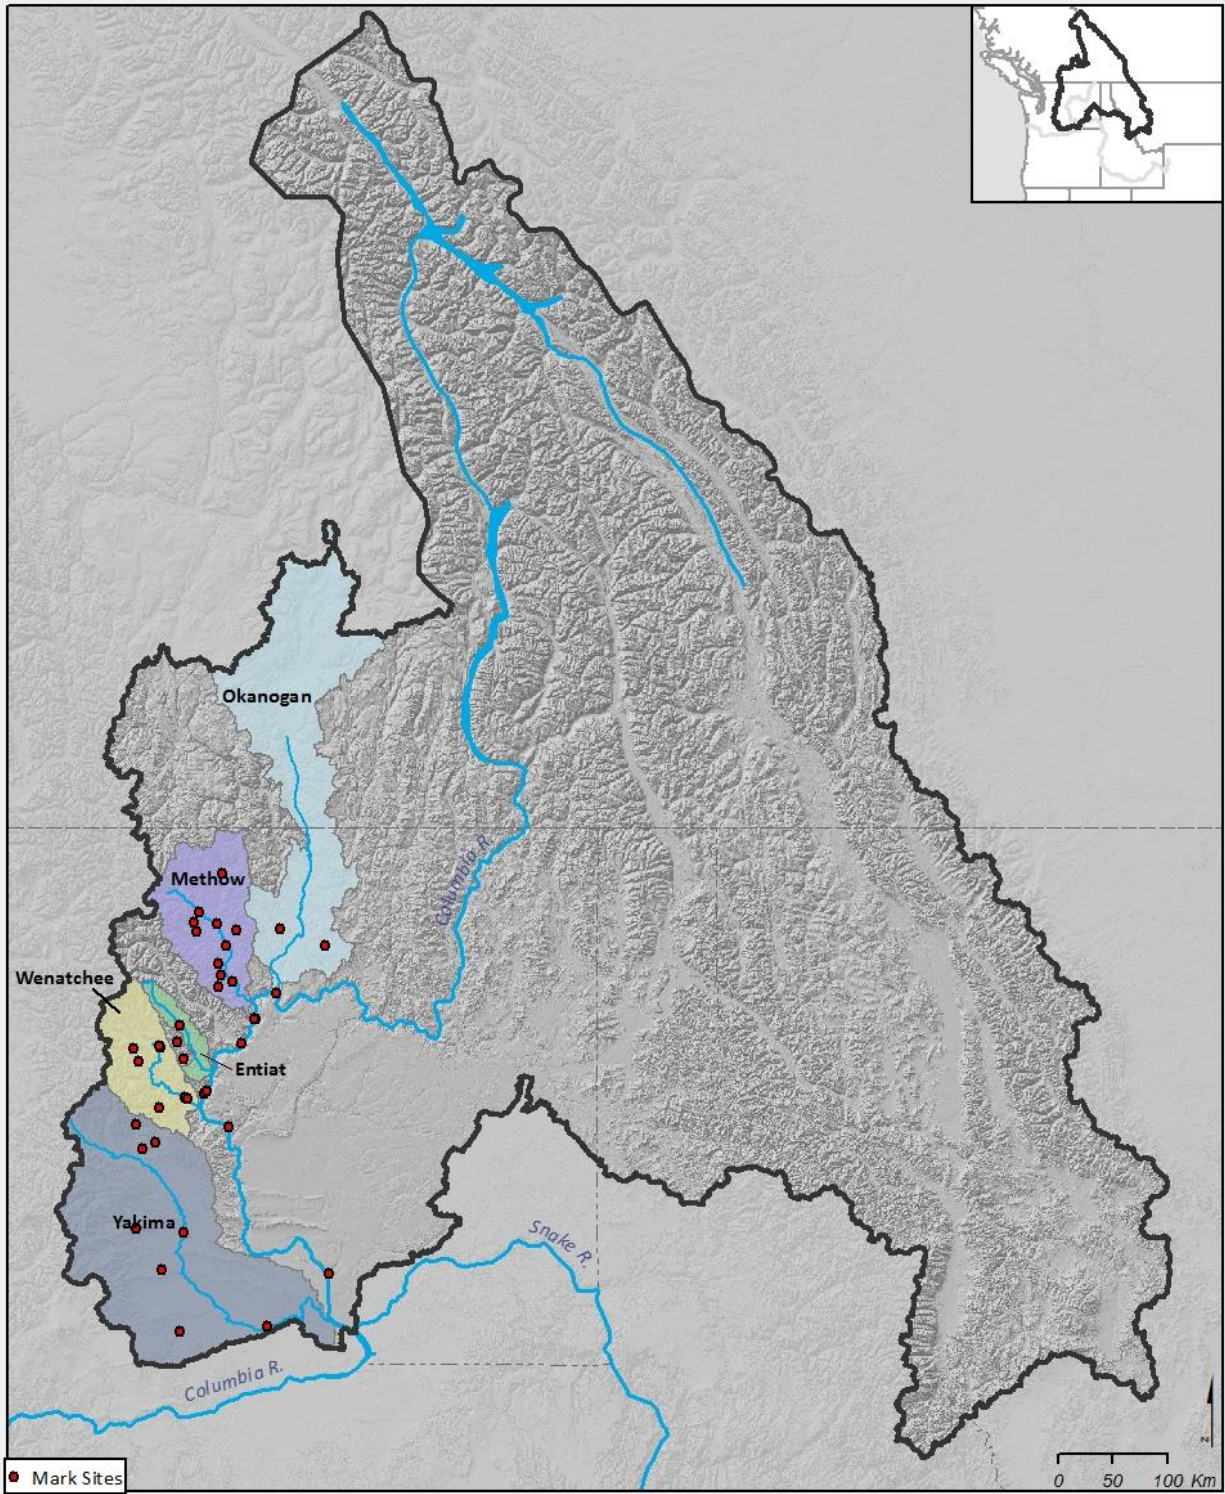 Okanogan
Columbia R.
Methow
Wenatchee
Entiat
Yakima
Snake R.
Columbia R.
N
Mark Sites
0 50 100 Km